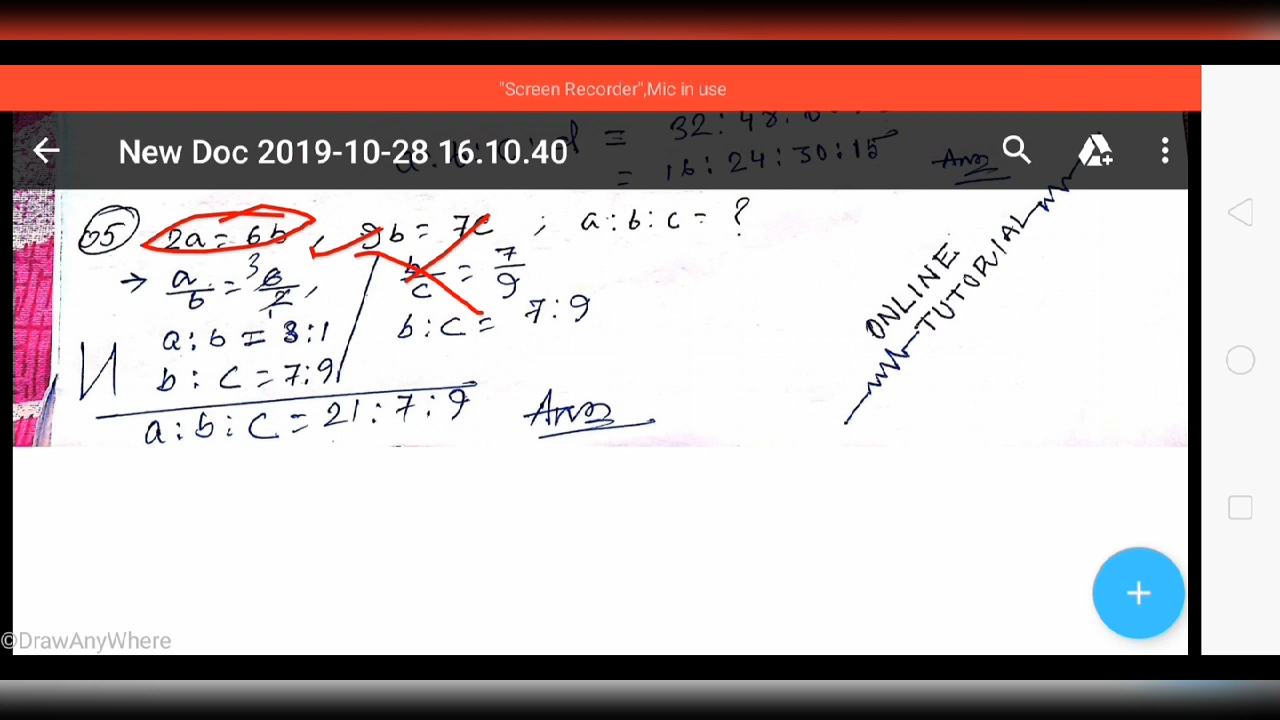 "Screen Recorder",Mic in use
New Doc 2019-10-28 16.10.40
= 16 : 24 : 30 : 15 Ans
05 2a = 6b , 9b = 7c ; a : b : c = ?
→ a/b = 3 6/2 1 , b/c = 7/9
a : b = 3 : 1 b : c = 7 : 9
b : c = 7 : 9
a : b : c = 21 : 7 : 9 Ans
ONLINE
TUTORIAL
©DrawAnyWhere